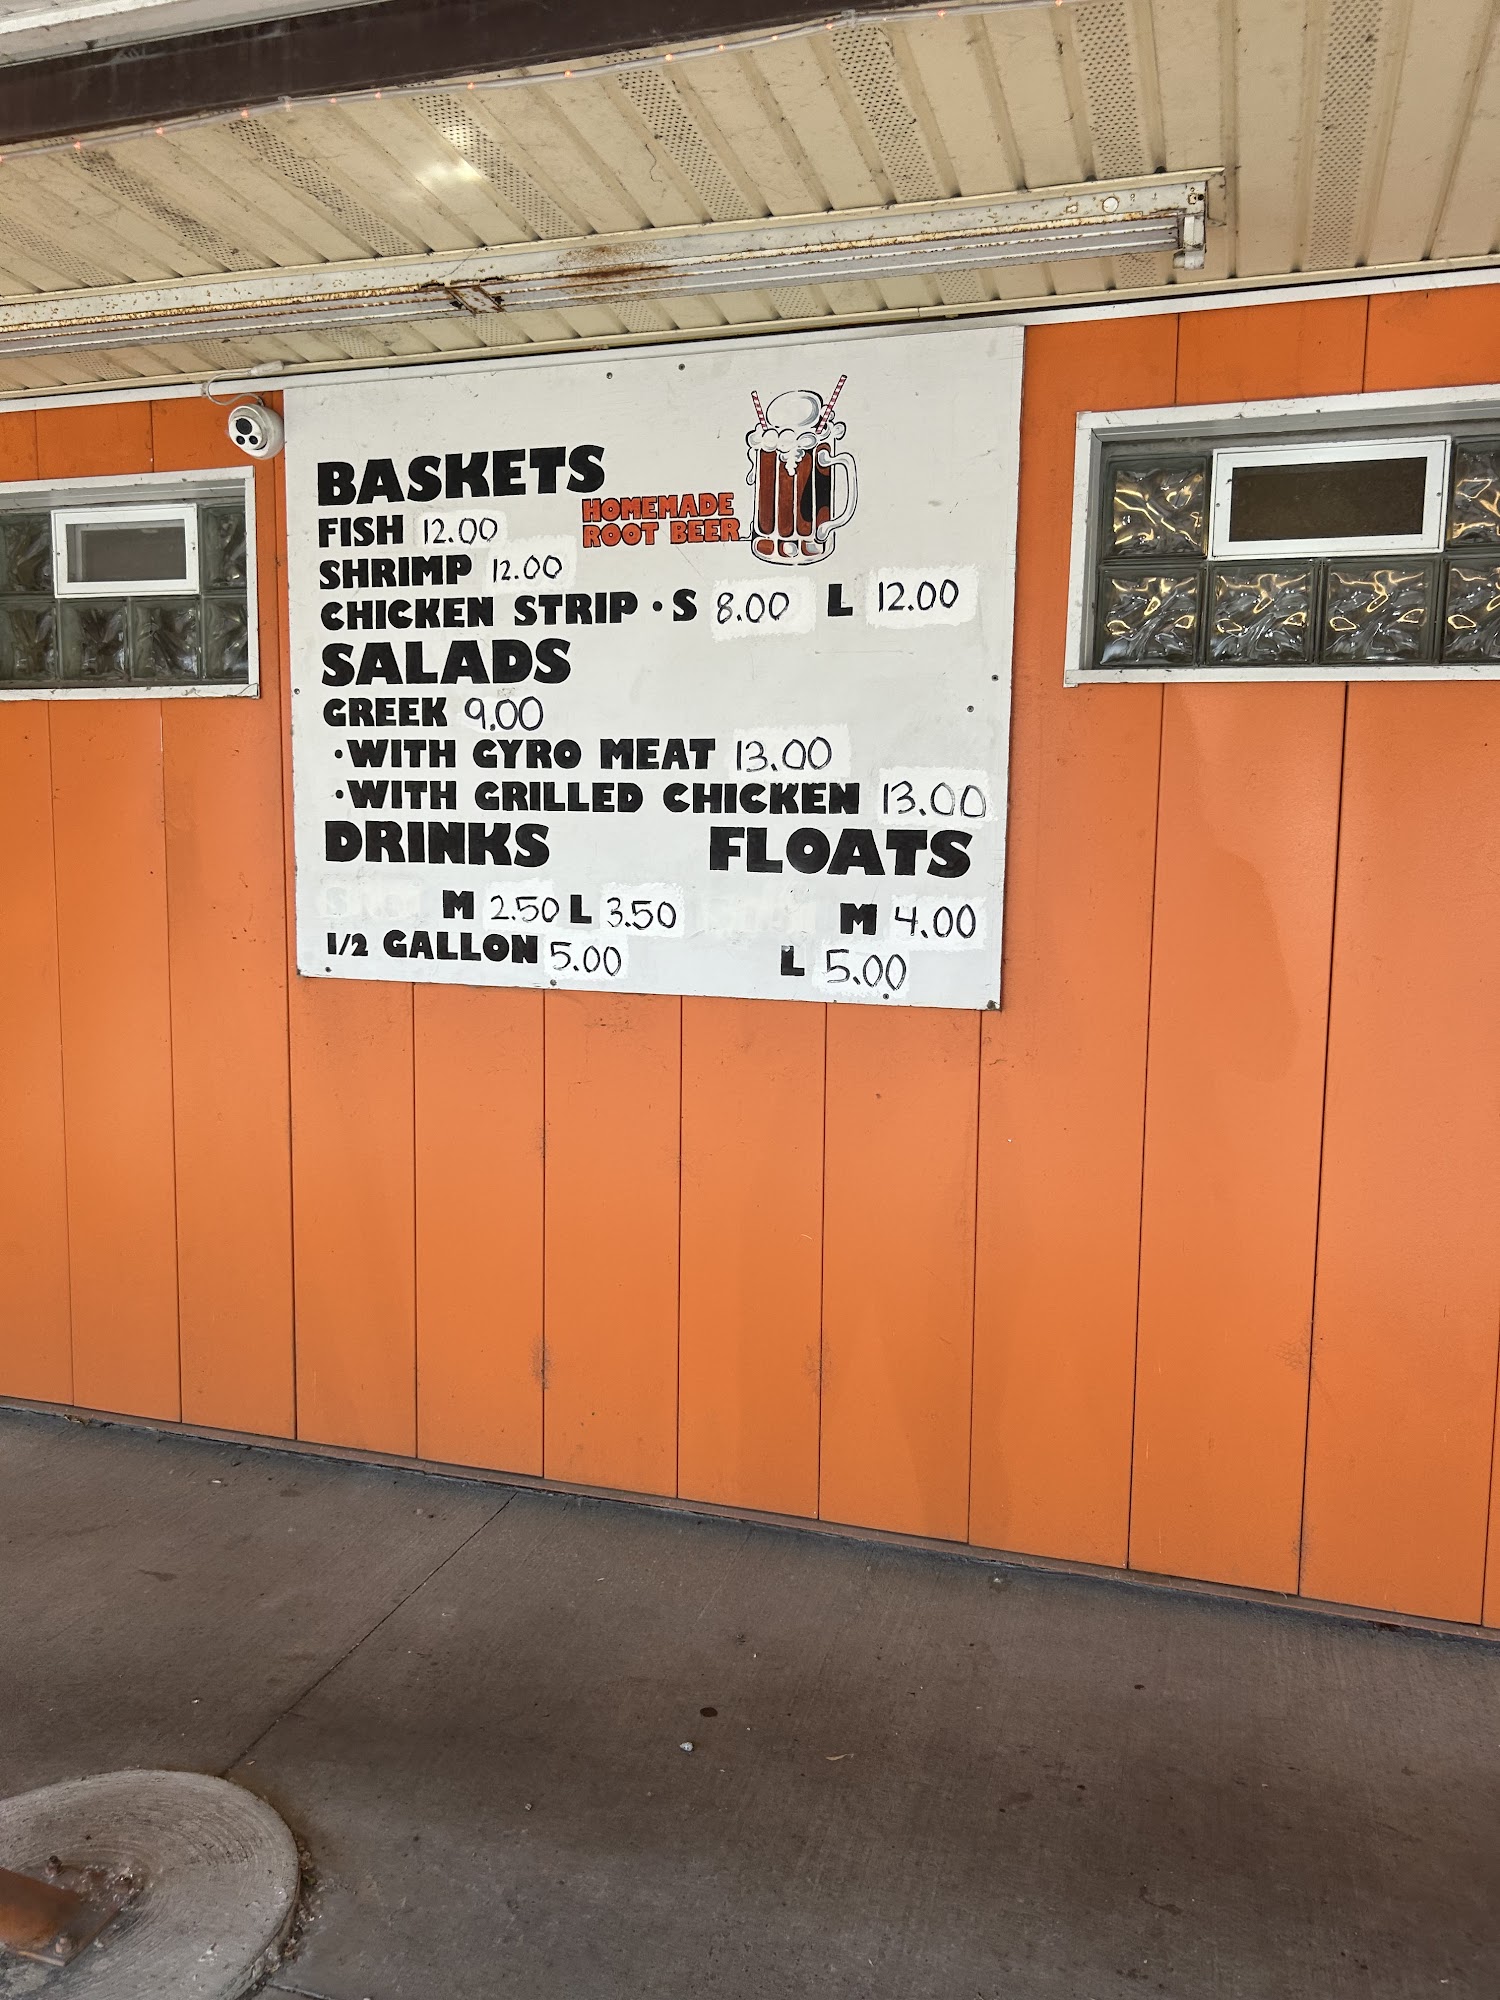 BASKETS
HOMEMADE
ROOT BEER
FISH 12.00
SHRIMP 12.00
CHICKEN STRIP • S 8.00 L 12.00
SALADS
GREEK 9.00
• WITH GYRO MEAT 13.00
• WITH GRILLED CHICKEN 13.00
DRINKS FLOATS
M 2.50 L 3.50 M 4.00
1/2 GALLON 5.00 L 5.00